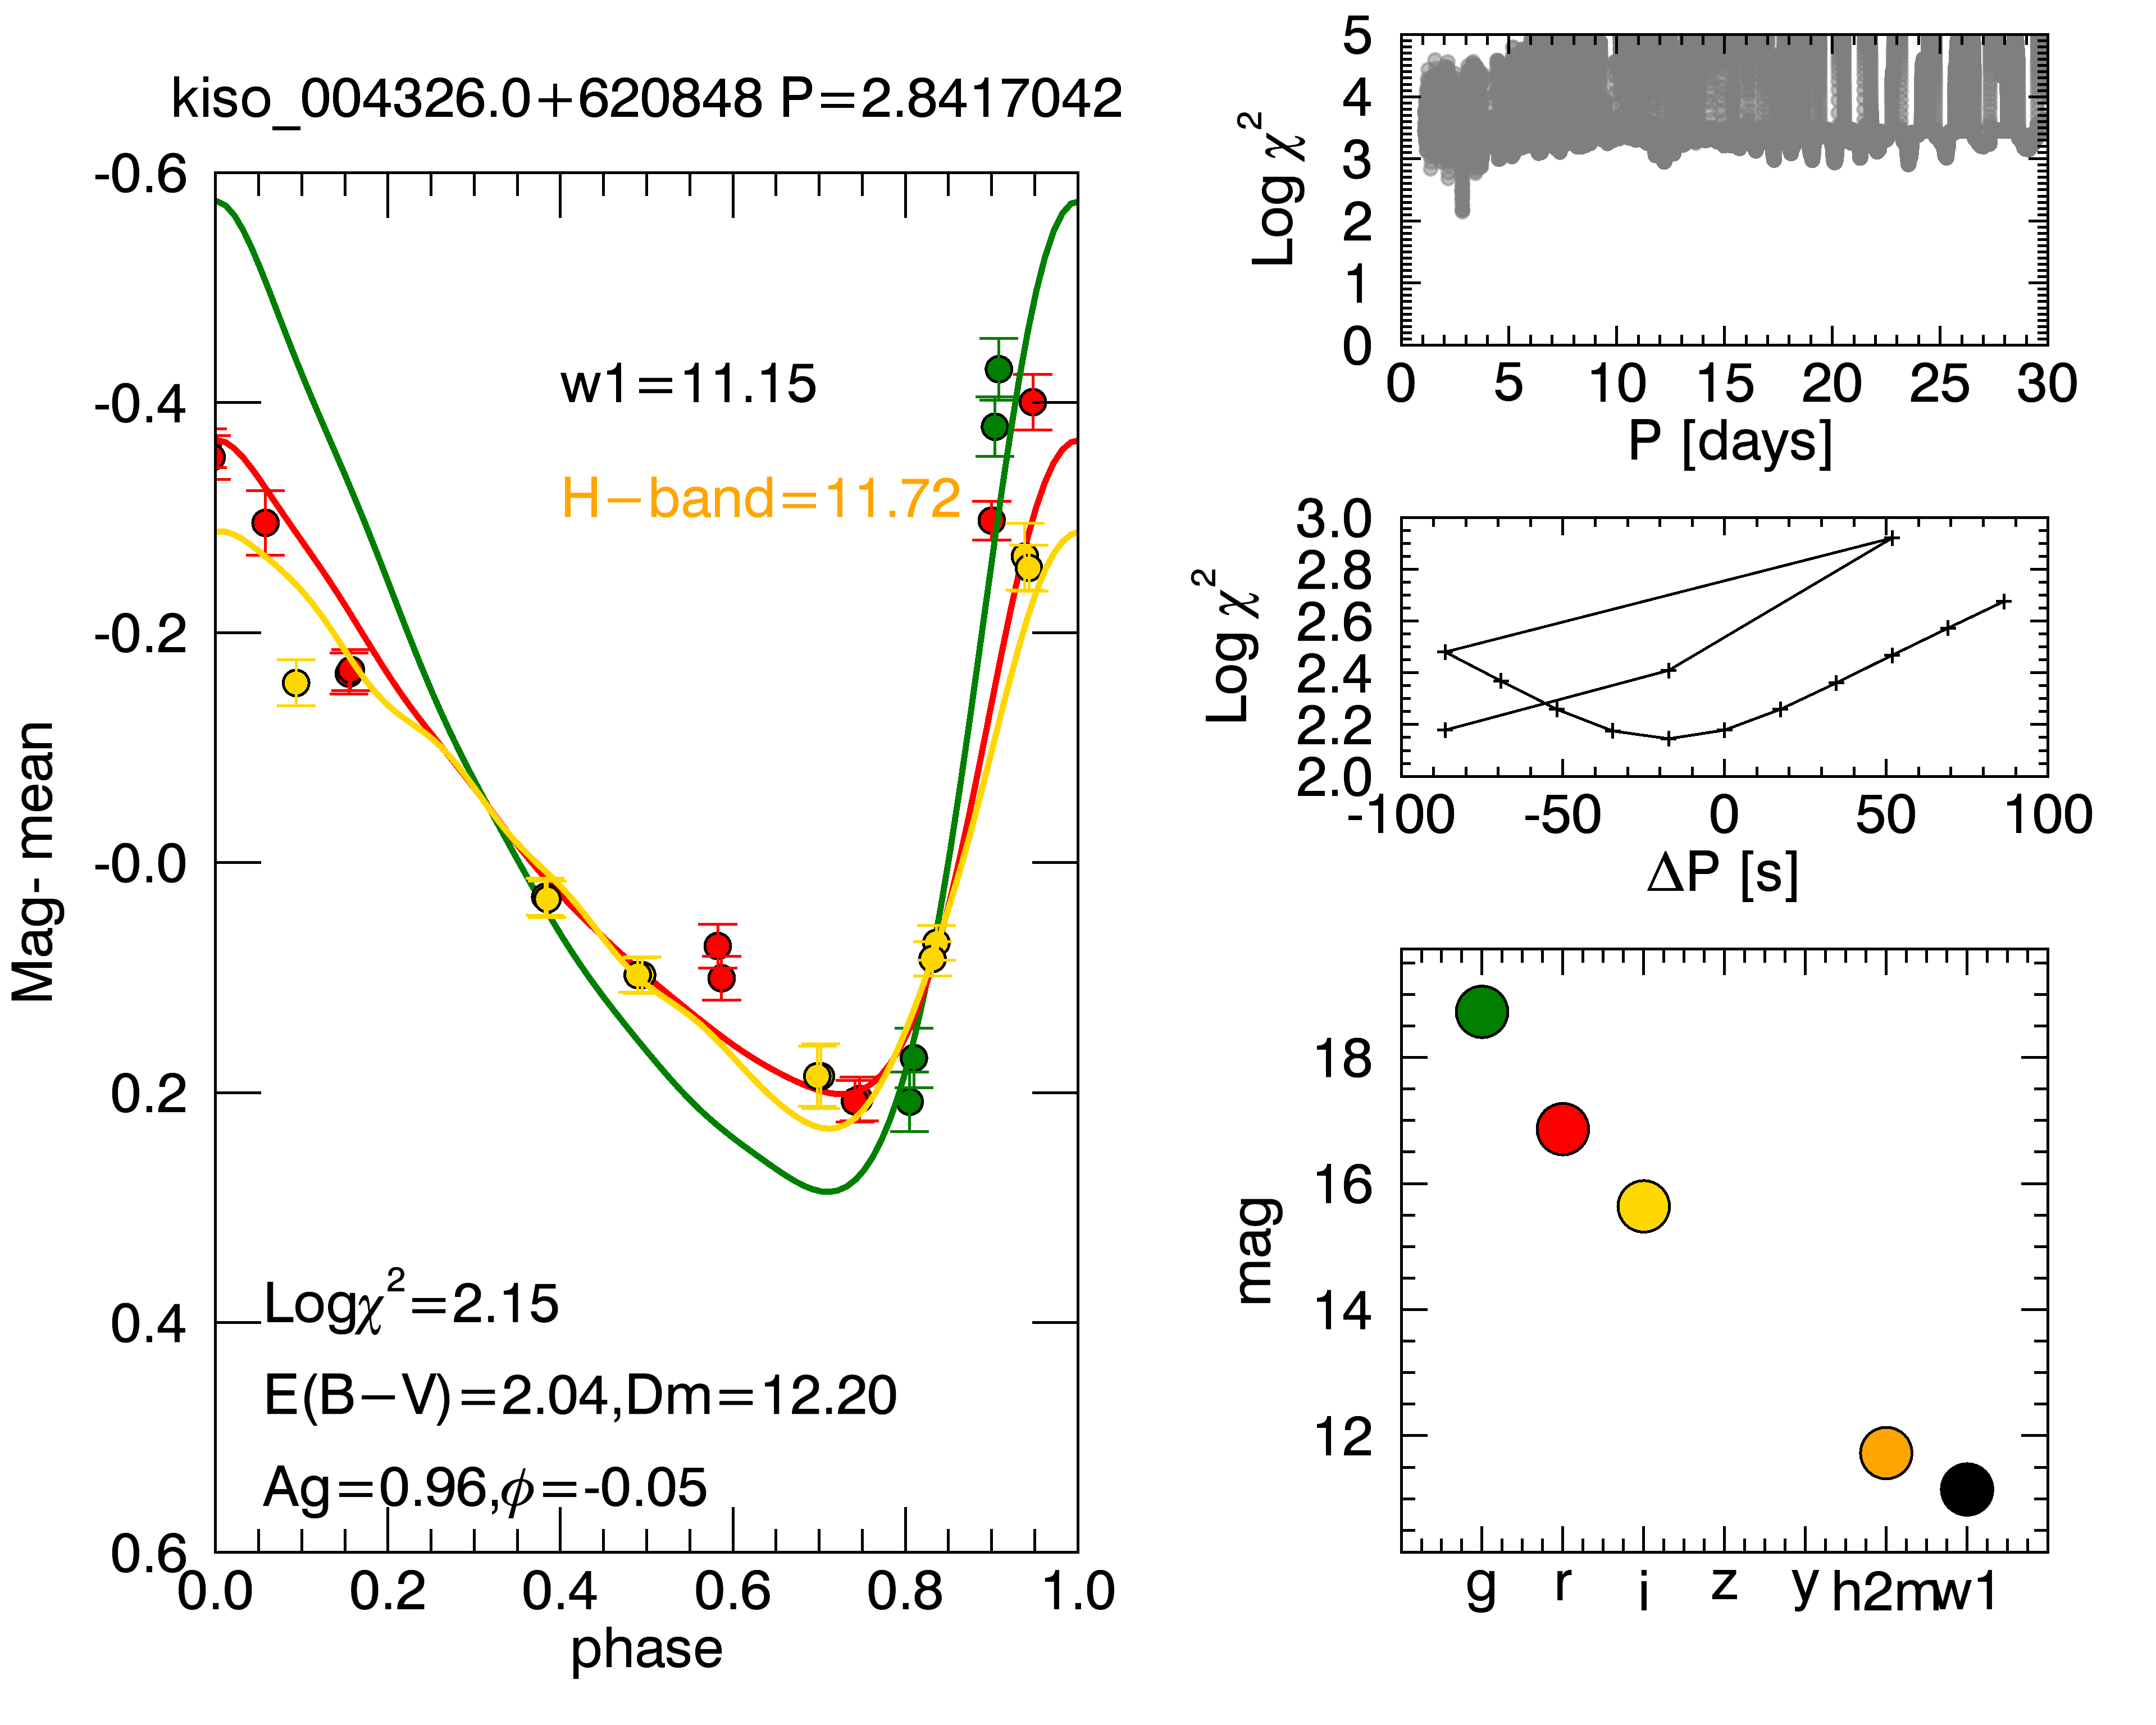 kiso_004326.0+620848 P=2.8417042
-0.6
-0.4
-0.2
-0.0
0.2
0.4
0.6
Mag- mean
w1=11.15
H−band=11.72
Logχ²=2.15
E(B−V)=2.04,Dm=12.20
Ag=0.96,ϕ=-0.05
0.0 0.2 0.4 0.6 0.8 1.0
phase
5
4
3
2
1
0
Log χ²
0 5 10 15 20 25 30
P [days]
3.0
2.8
2.6
2.4
2.2
2.0
Log χ²
-100 -50 0 50 100
ΔP [s]
18
16
14
12
mag
g r i z y h2m w1